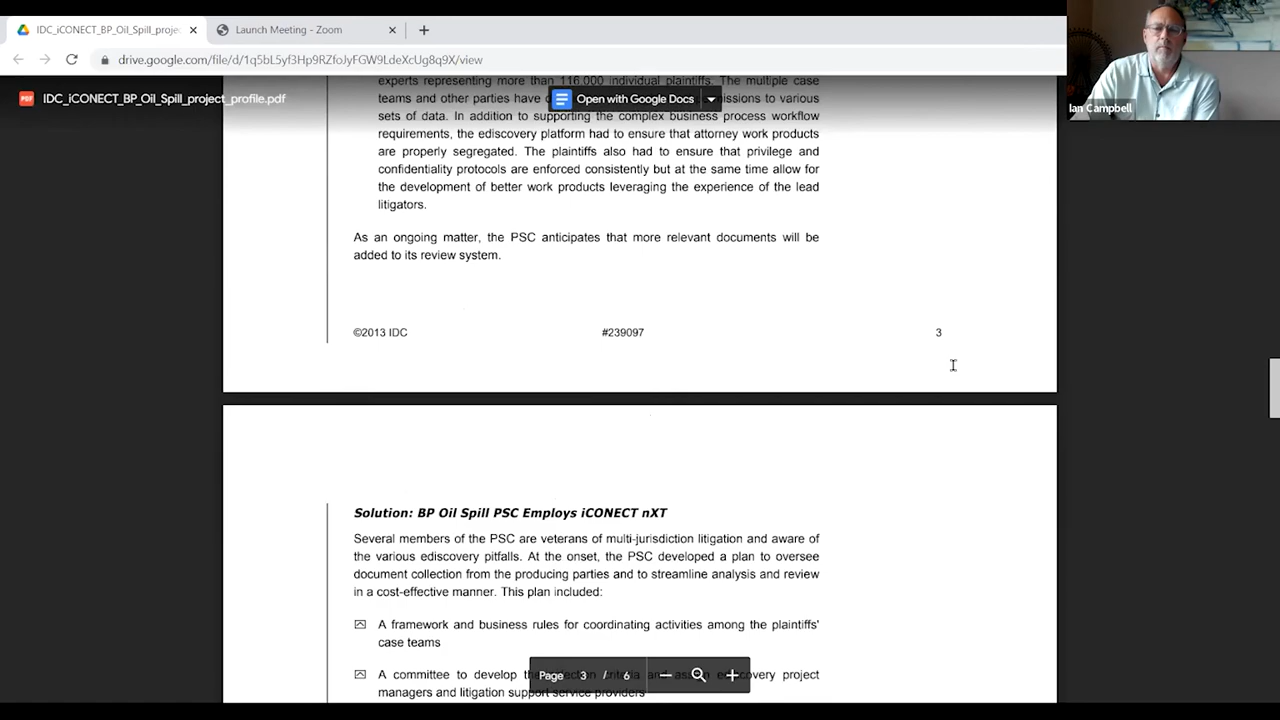 IDC_iCONECT_BP_Oil_Spill_proje
Launch Meeting - Zoom
drive.google.com/file/d/1q5bL5yf3Hp9RZfoJyFGW9LdeXcUg8q9X/view
PDF IDC_iCONECT_BP_Oil_Spill_project_profile.pdf
Open with Google Docs
Ian Campbell
experts representing more than 116,000 individual plaintiffs. The multiple case
teams and other parties have issions to various
sets of data. In addition to supporting the complex business process workflow
requirements, the ediscovery platform had to ensure that attorney work products
are properly segregated. The plaintiffs also had to ensure that privilege and
confidentiality protocols are enforced consistently but at the same time allow for
the development of better work products leveraging the experience of the lead
litigators.
As an ongoing matter, the PSC anticipates that more relevant documents will be
added to its review system.
©2013 IDC #239097 3
Solution: BP Oil Spill PSC Employs iCONECT nXT
Several members of the PSC are veterans of multi-jurisdiction litigation and aware of
the various ediscovery pitfalls. At the onset, the PSC developed a plan to oversee
document collection from the producing parties and to streamline analysis and review
in a cost-effective manner. This plan included:
A framework and business rules for coordinating activities among the plaintiffs'
case teams
A committee to develop project
managers and litigation support service providers
Page 3 / 6